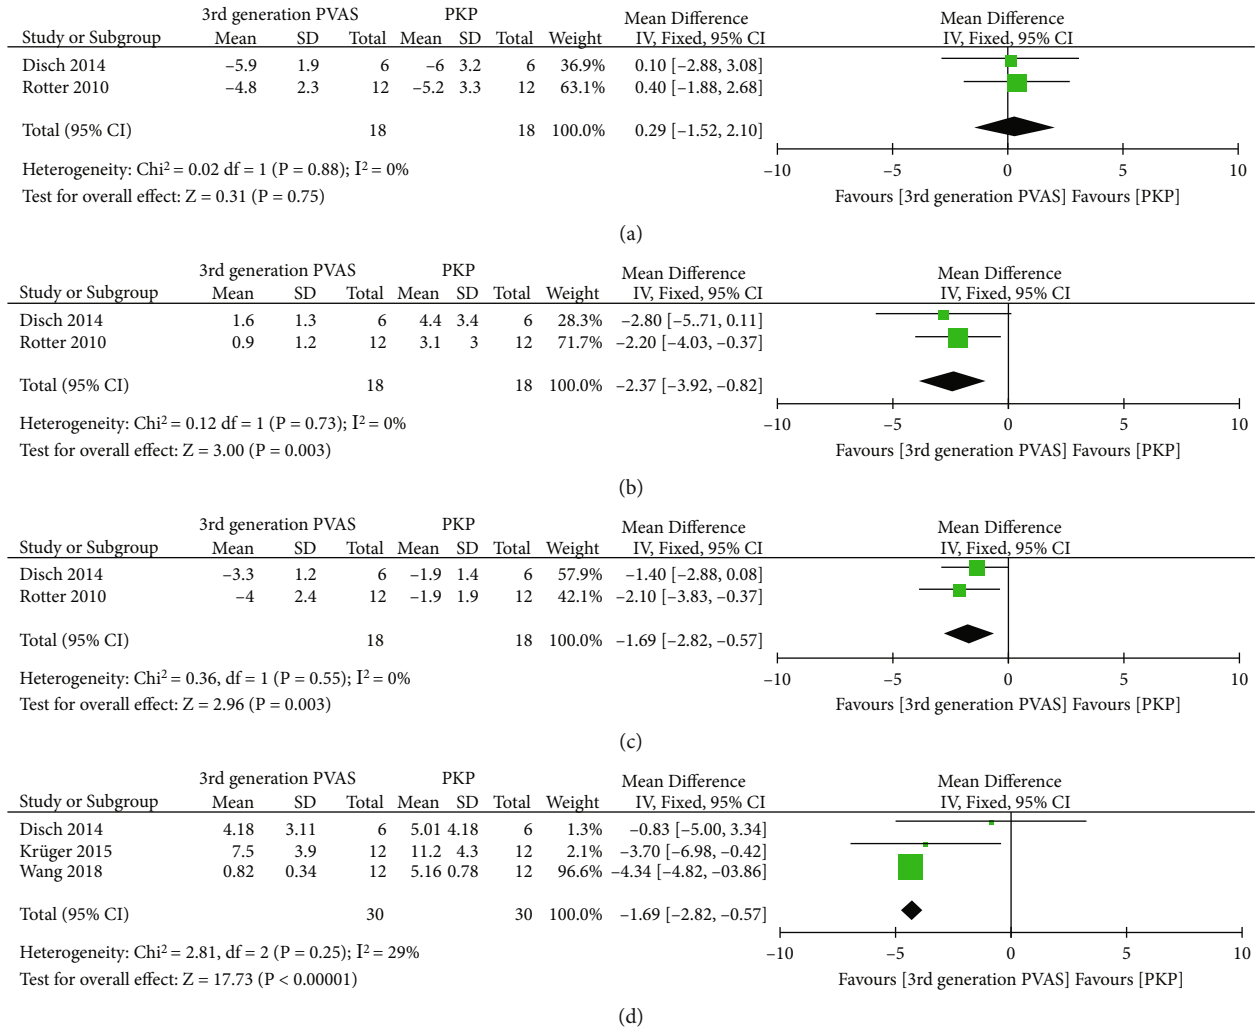 3rd generation PVAS PKP Mean Difference Mean Difference
Study or Subgroup Mean SD Total Mean SD Total Weight IV, Fixed, 95% CI IV, Fixed, 95% CI
Disch 2014 −5.9 1.9 6 −6 3.2 6 36.9% 0.10 [−2.88, 3.08]
Rotter 2010 −4.8 2.3 12 −5.2 3.3 12 63.1% 0.40 [−1.88, 2.68]
Total (95% CI) 18 18 100.0% 0.29 [−1.52, 2.10]
−10 −5 0 5 10
Heterogeneity: Chi² = 0.02 df = 1 (P = 0.88); I² = 0%
Test for overall effect: Z = 0.31 (P = 0.75) Favours [3rd generation PVAS] Favours [PKP]
(a)
3rd generation PVAS PKP Mean Difference Mean Difference
Study or Subgroup Mean SD Total Mean SD Total Weight IV, Fixed, 95% CI IV, Fixed, 95% CI
Disch 2014 1.6 1.3 6 4.4 3.4 6 28.3% −2.80 [−5..71, 0.11]
Rotter 2010 0.9 1.2 12 3.1 3 12 71.7% −2.20 [−4.03, −0.37]
Total (95% CI) 18 18 100.0% −2.37 [−3.92, −0.82]
Heterogeneity: Chi² = 0.12 df = 1 (P = 0.73); I² = 0% −10 −5 0 5 10
Test for overall effect: Z = 3.00 (P = 0.003) Favours [3rd generation PVAS] Favours [PKP]
(b)
3rd generation PVAS PKP Mean Difference Mean Difference
Study or Subgroup Mean SD Total Mean SD Total Weight IV, Fixed, 95% CI IV, Fixed, 95% CI
Disch 2014 −3.3 1.2 6 −1.9 1.4 6 57.9% −1.40 [−2.88, 0.08]
Rotter 2010 −4 2.4 12 −1.9 1.9 12 42.1% −2.10 [−3.83, −0.37]
Total (95% CI) 18 18 100.0% −1.69 [−2.82, −0.57]
Heterogeneity: Chi² = 0.36, df = 1 (P = 0.55); I² = 0% −10 −5 0 5 10
Test for overall effect: Z = 2.96 (P = 0.003) Favours [3rd generation PVAS] Favours [PKP]
(c)
3rd generation PVAS PKP Mean Difference Mean Difference
Study or Subgroup Mean SD Total Mean SD Total Weight IV, Fixed, 95% CI IV, Fixed, 95% CI
Disch 2014 4.18 3.11 6 5.01 4.18 6 1.3% −0.83 [−5.00, 3.34]
Krüger 2015 7.5 3.9 12 11.2 4.3 12 2.1% −3.70 [−6.98, −0.42]
Wang 2018 0.82 0.34 12 5.16 0.78 12 96.6% −4.34 [−4.82, −03.86]
Total (95% CI) 30 30 100.0% −1.69 [−2.82, −0.57]
Heterogeneity: Chi² = 2.81, df = 2 (P = 0.25); I² = 29% −10 −5 0 5 10
Test for overall effect: Z = 17.73 (P < 0.00001) Favours [3rd generation PVAS] Favours [PKP]
(d)